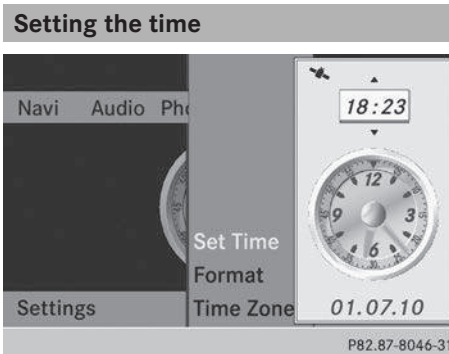 Setting the time
Navi Audio Pho
18:23
12
9 3
6
Set Time
Format
Settings Time Zone 01.07.10
P82.87-8046-31